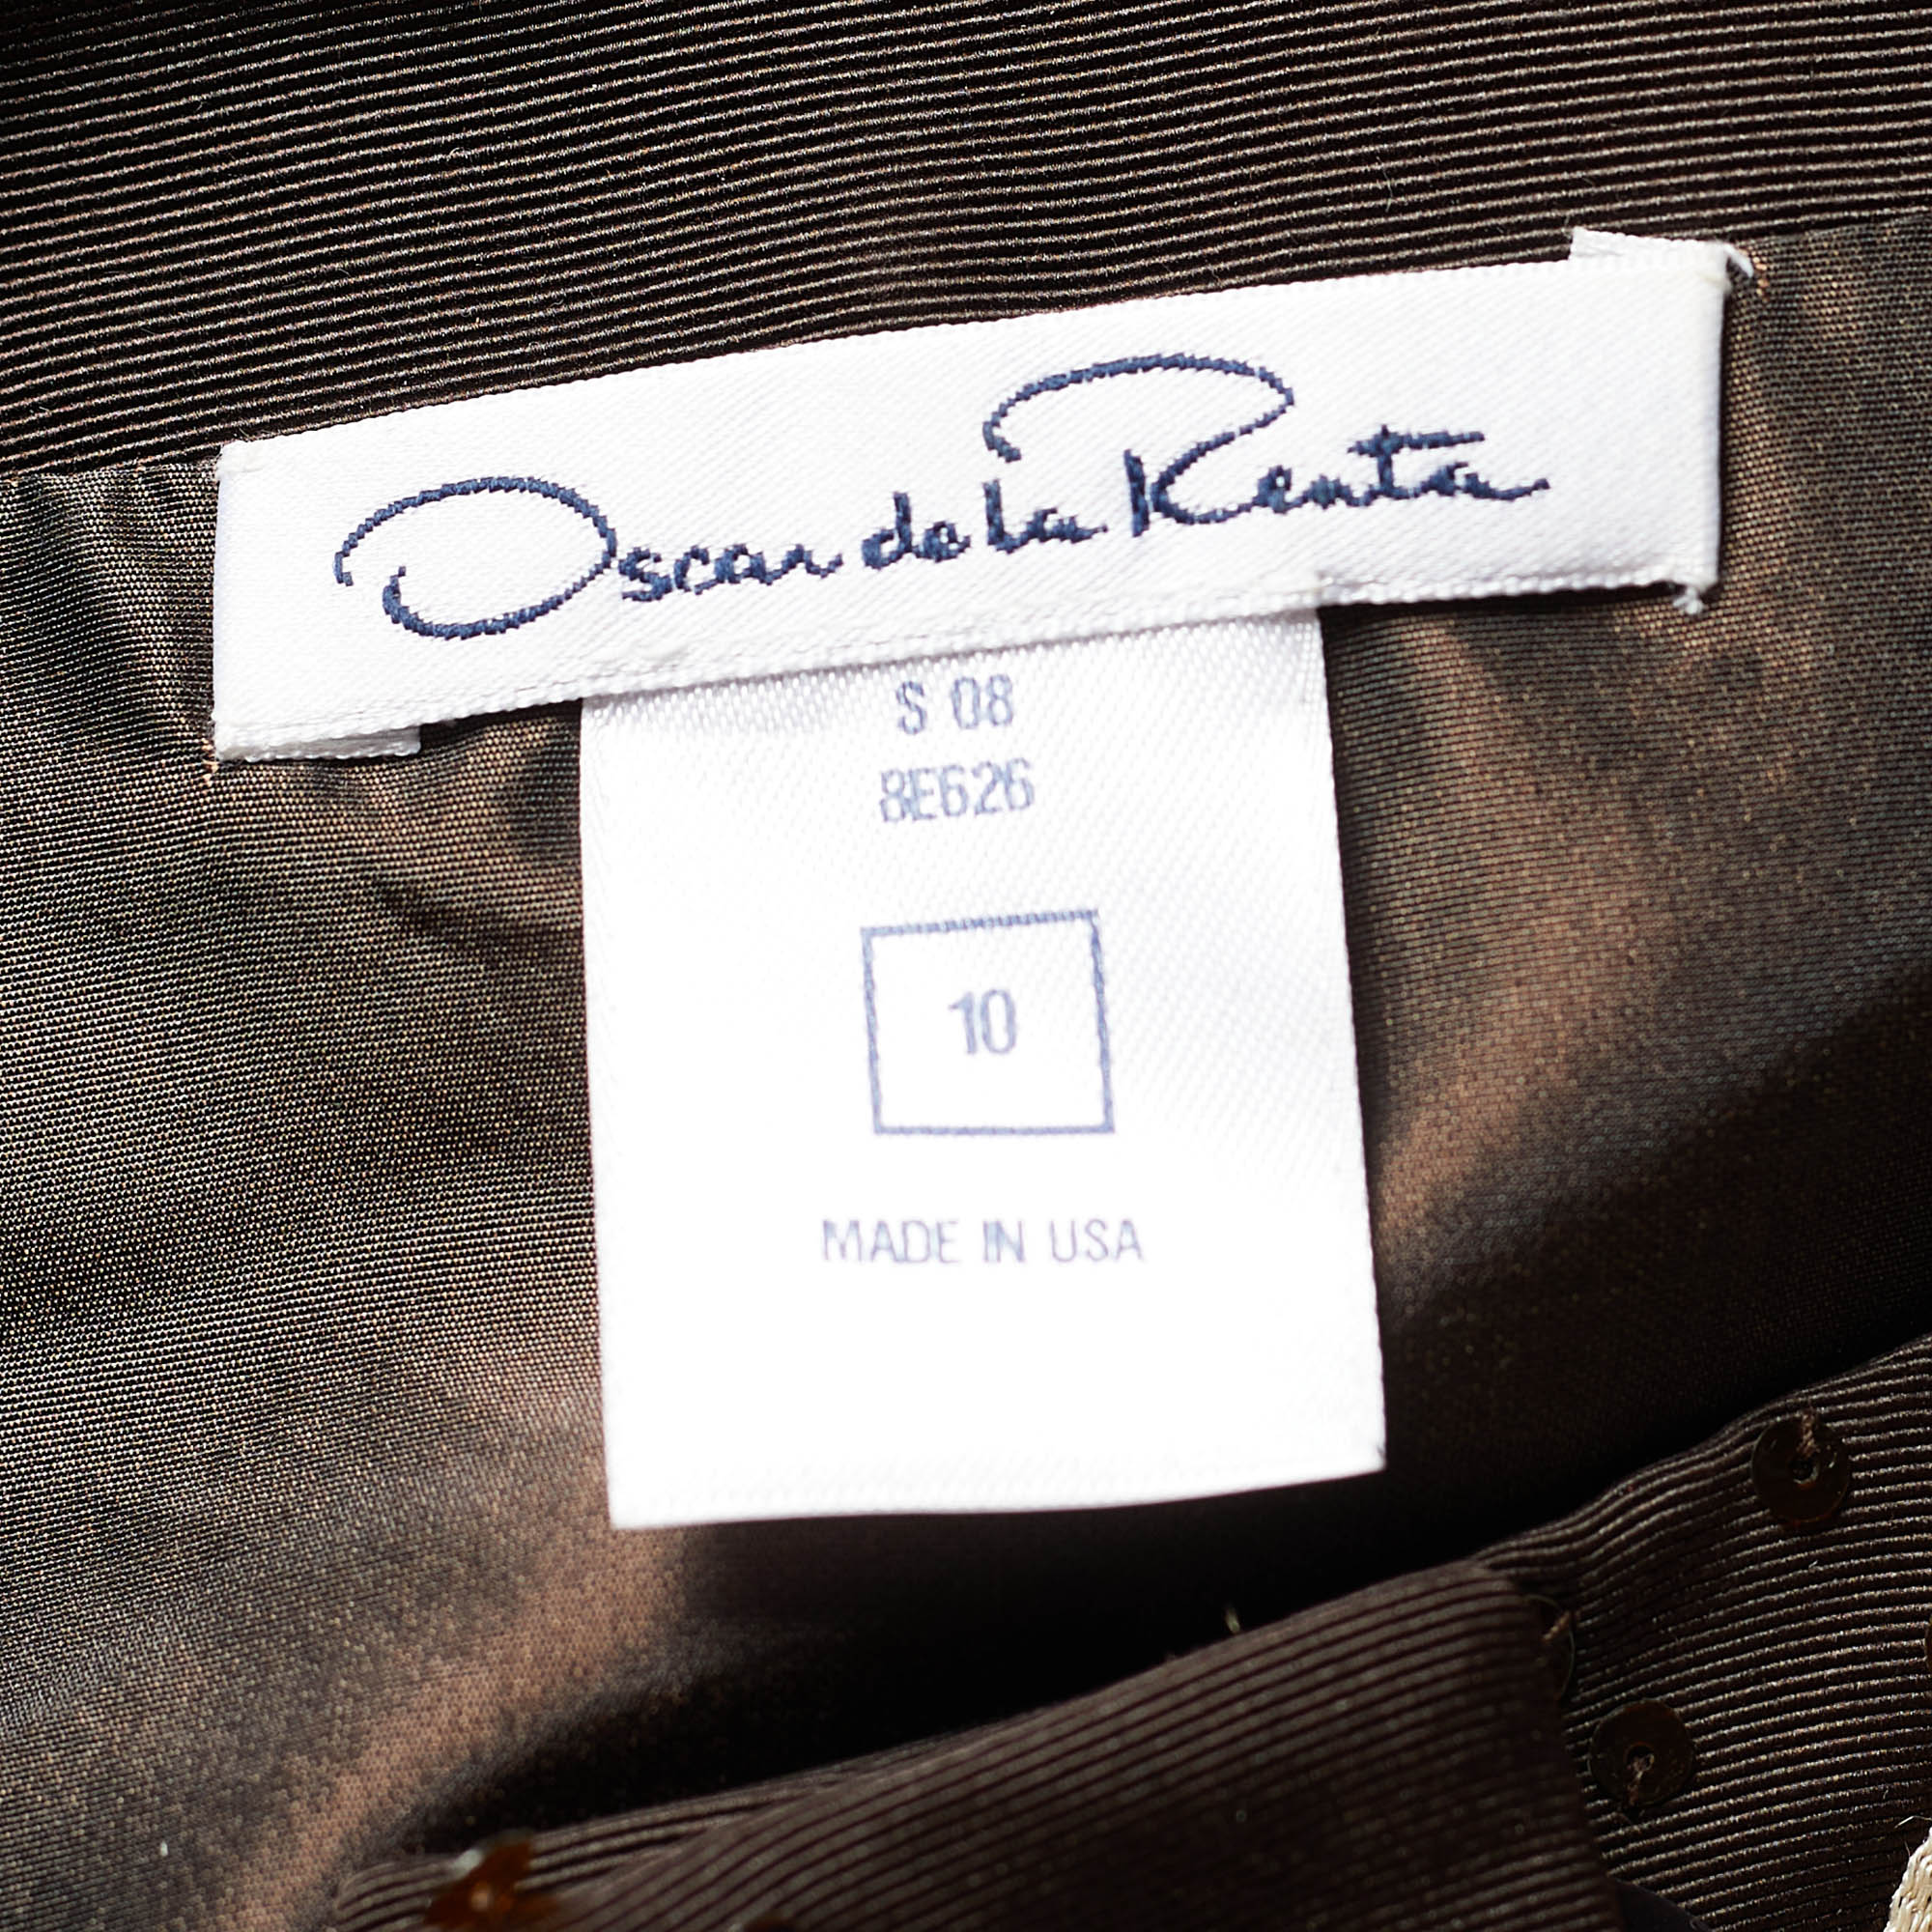 Oscar de la Renta
S 08
8E626
10
MADE IN USA